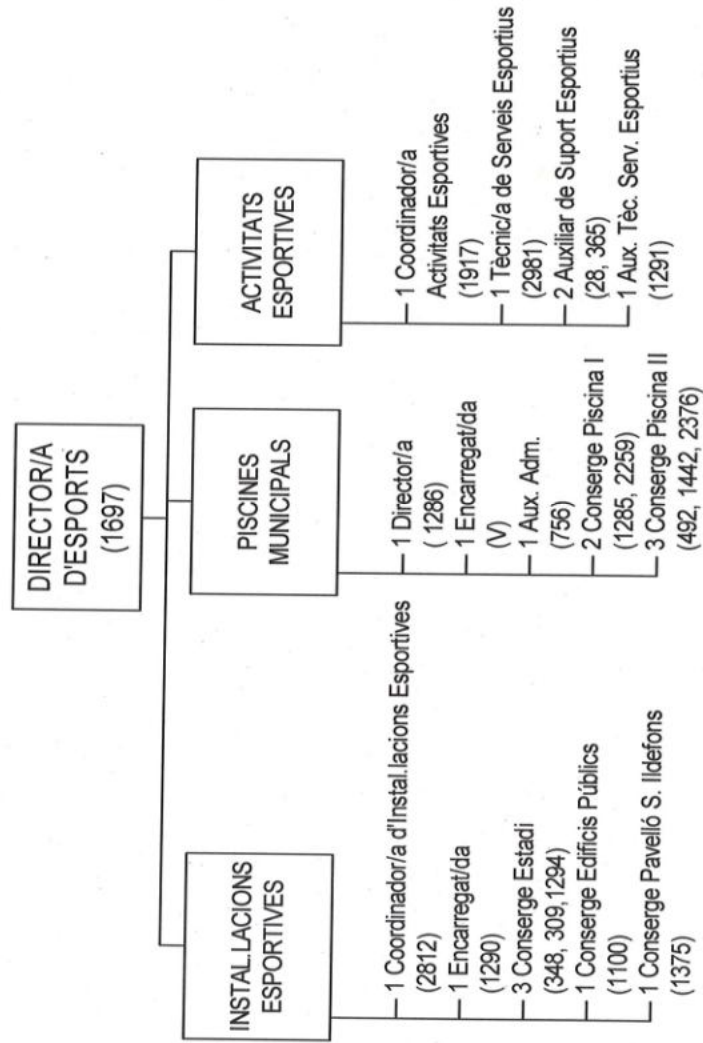 DIRECTOR/A
D'ESPORTS
(1697)
INSTAL.LACIONS
ESPORTIVES
1 Coordinador/a d'Instal.lacions Esportives
(2812)
1 Encarregat/da
(1290)
3 Conserge Estadi
(348, 309,1294)
1 Conserge Edificis Públics
(1100)
1 Conserge Pavelló S. Ildefons
(1375)
PISCINES
MUNICIPALS
1 Director/a
( 1286)
1 Encarregat/da
(V)
1 Aux. Adm.
(756)
2 Conserge Piscina I
(1285, 2259)
3 Conserge Piscina II
(492, 1442, 2376)
ACTIVITATS
ESPORTIVES
1 Coordinador/a
Activitats Esportives
(1917)
1 Tècnic/a de Serveis Esportius
(2981)
2 Auxiliar de Suport Esportius
(28, 365)
1 Aux. Tèc. Serv. Esportius
(1291)